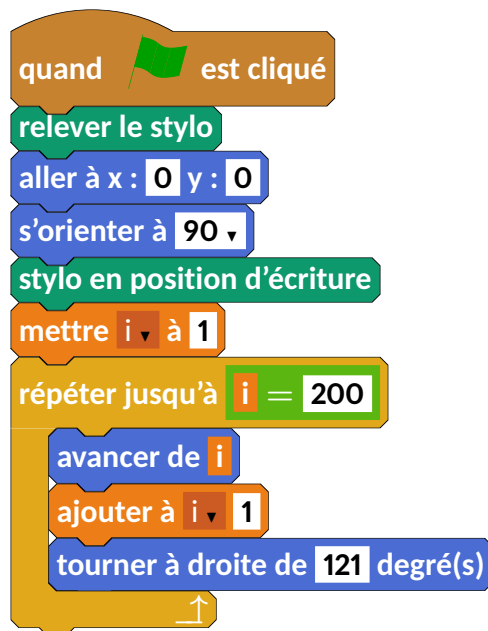 quand est cliqué
relever le stylo
aller à x : 0 y : 0
s'orienter à 90 ▾
stylo en position d'écriture
mettre i ▾ à 1
répéter jusqu'à i = 200
avancer de i
ajouter à i ▾ 1
tourner à droite de 121 degré(s)